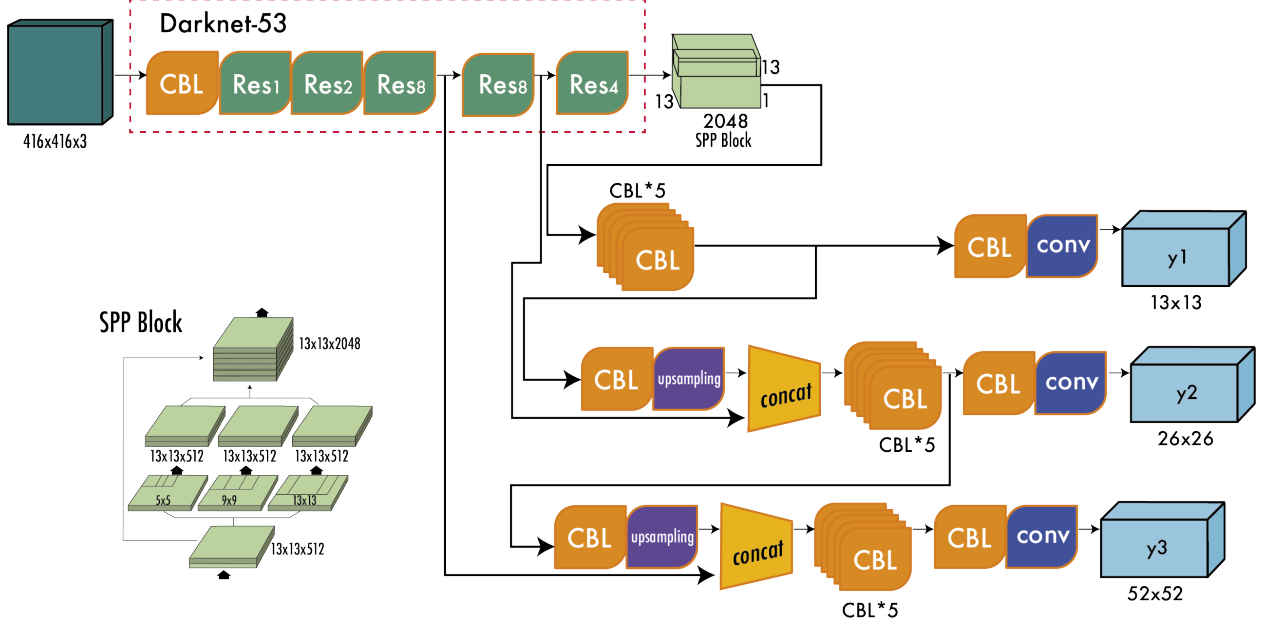 Darknet-53
CBL
Res1
Res2
Res8
Res8
Res4
416x416x3
13
13
1
2048
SPP Block
CBL*5
CBL
CBL
conv
y1
13x13
CBL
upsampling
concat
CBL
CBL*5
CBL
conv
y2
26x26
CBL
upsampling
concat
CBL
CBL*5
CBL
conv
y3
52x52
SPP Block
13x13x2048
13x13x512
13x13x512
13x13x512
5x5
9x9
13x13
13x13x512